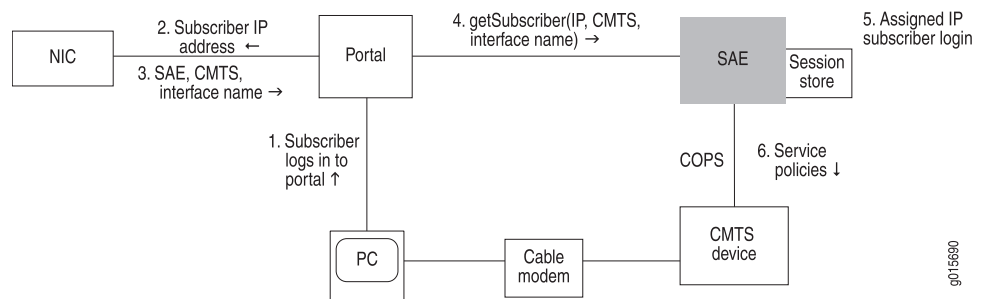 2. Subscriber IP
address ←
4. getSubscriber(IP, CMTS,
interface name) →
5. Assigned IP
subscriber login
NIC
Portal
SAE
Session
store
3. SAE, CMTS,
interface name →
1. Subscriber
logs in to
portal ↑
COPS
6. Service
policies ↓
PC
Cable
modem
CMTS
device
g015690